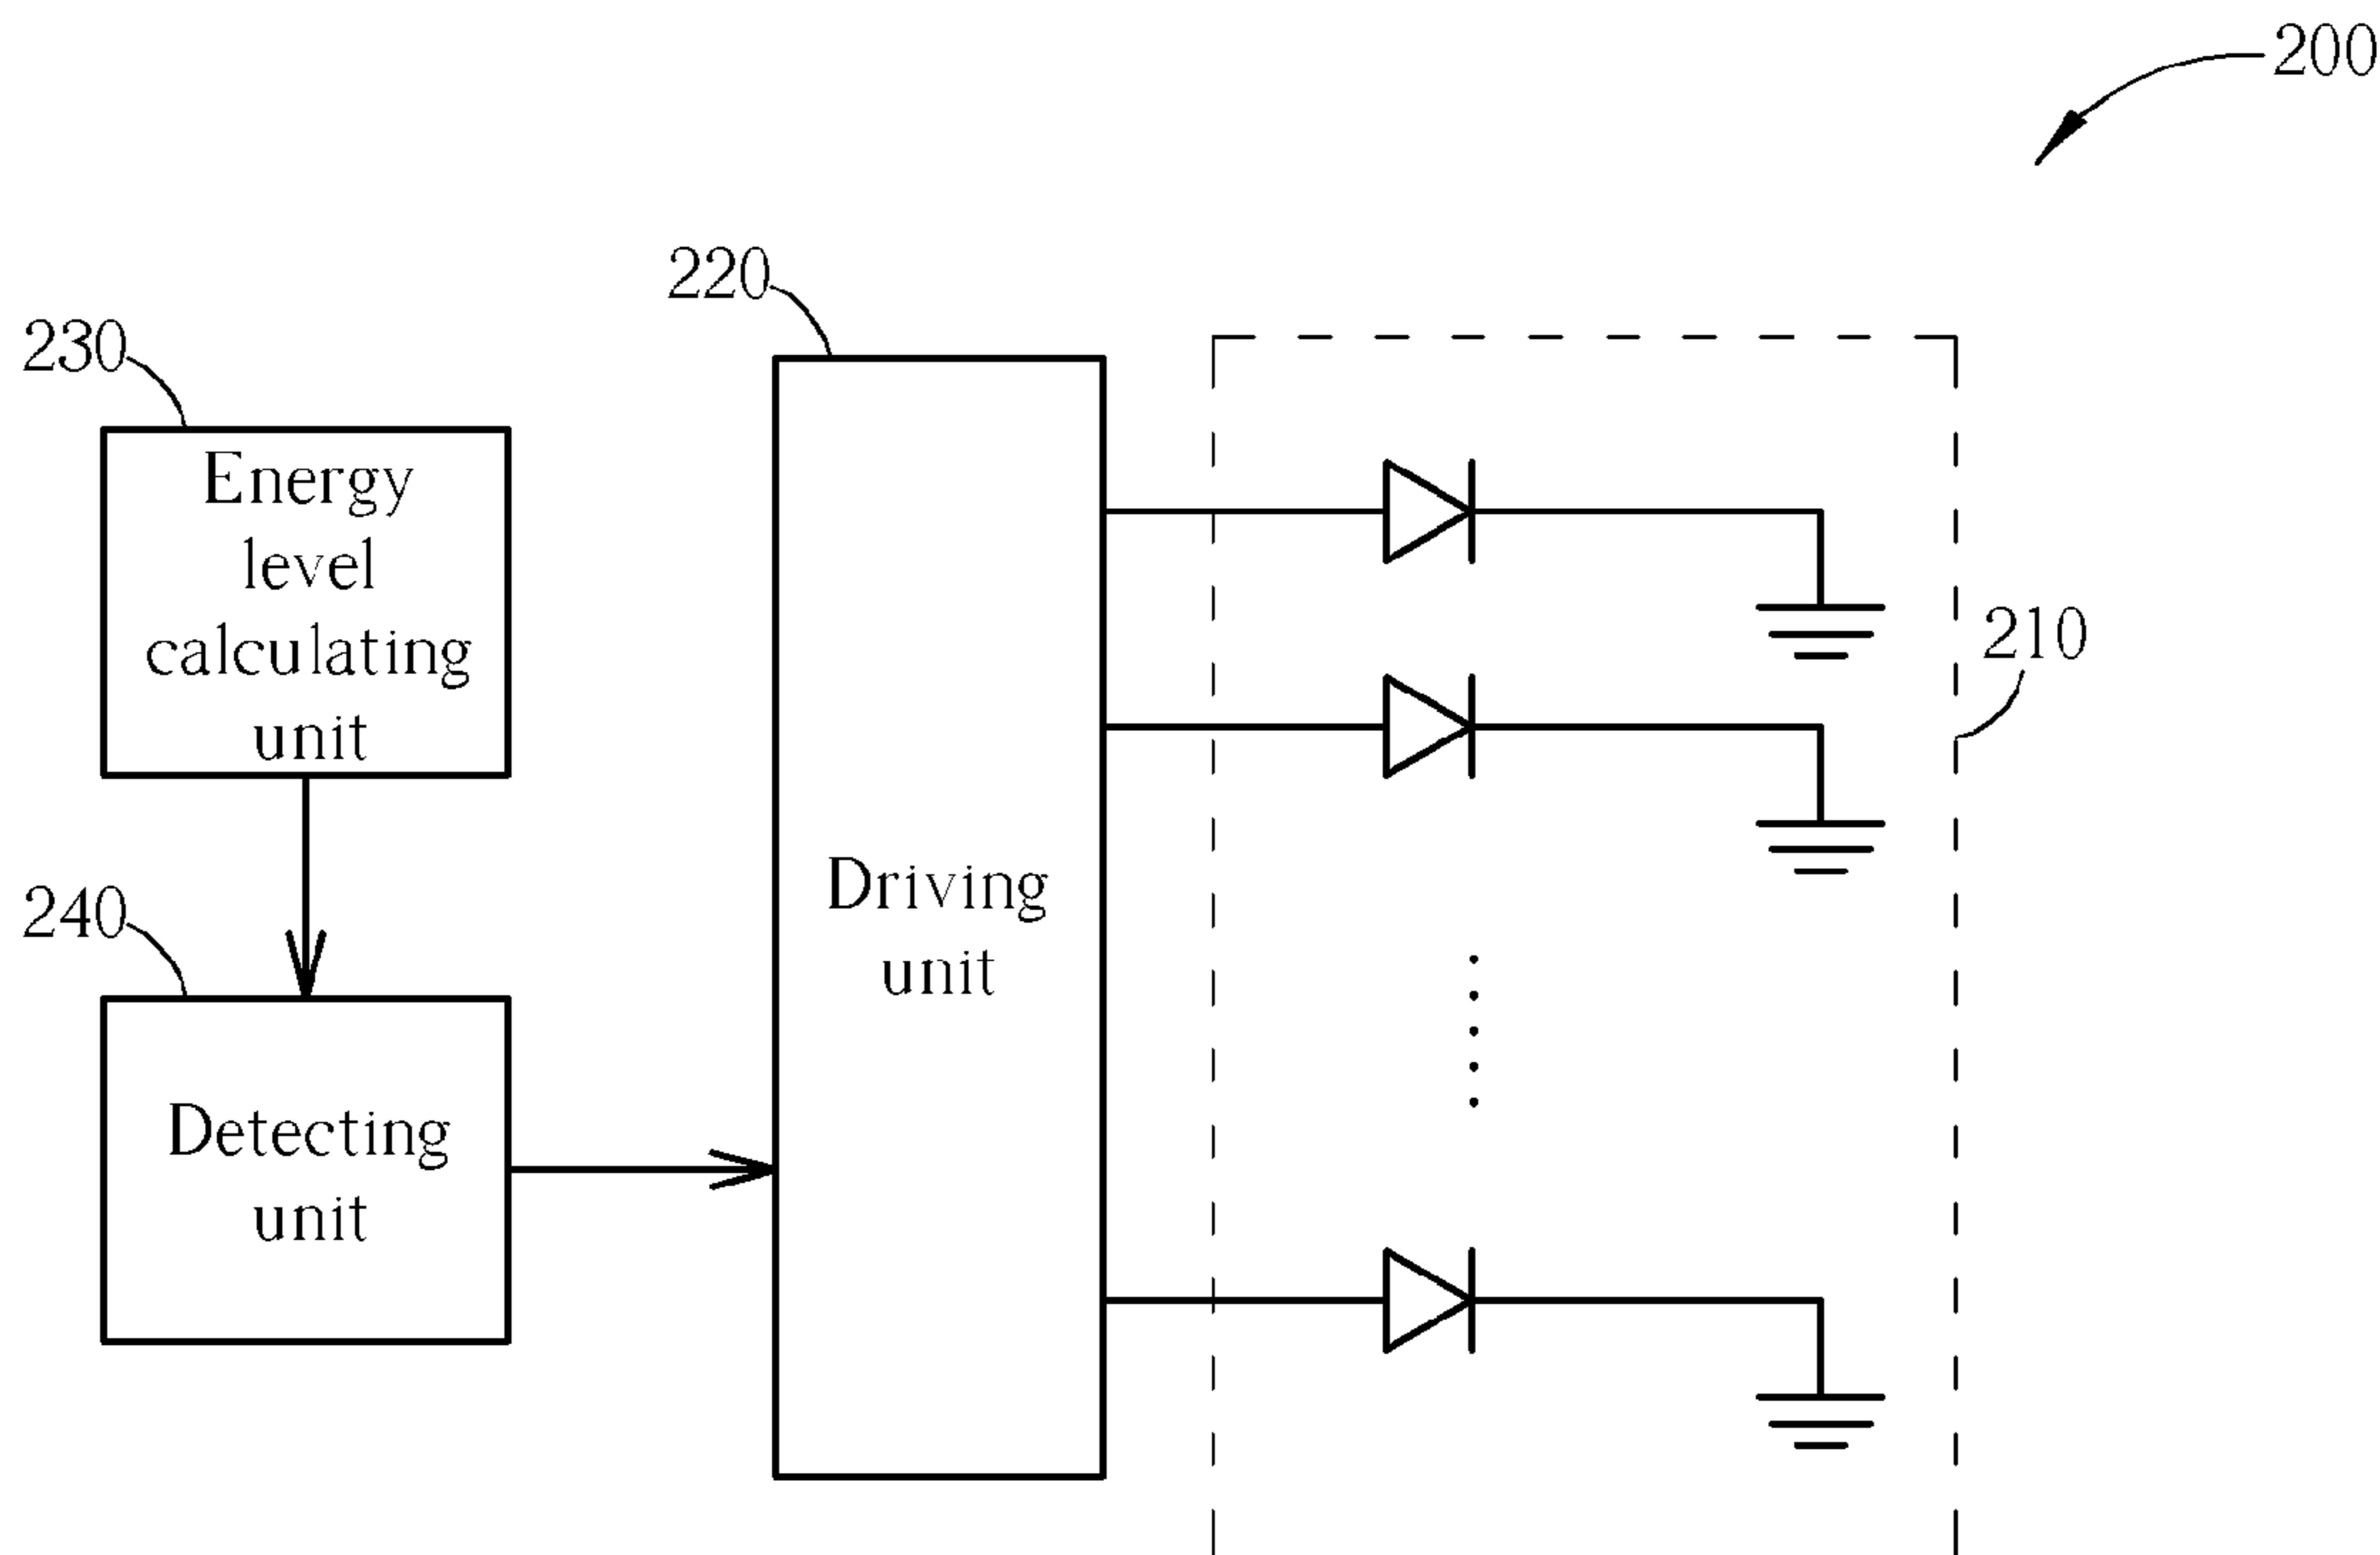 200
220
230
Energy
level
calculating
unit
210
240
Driving
unit
Detecting
unit